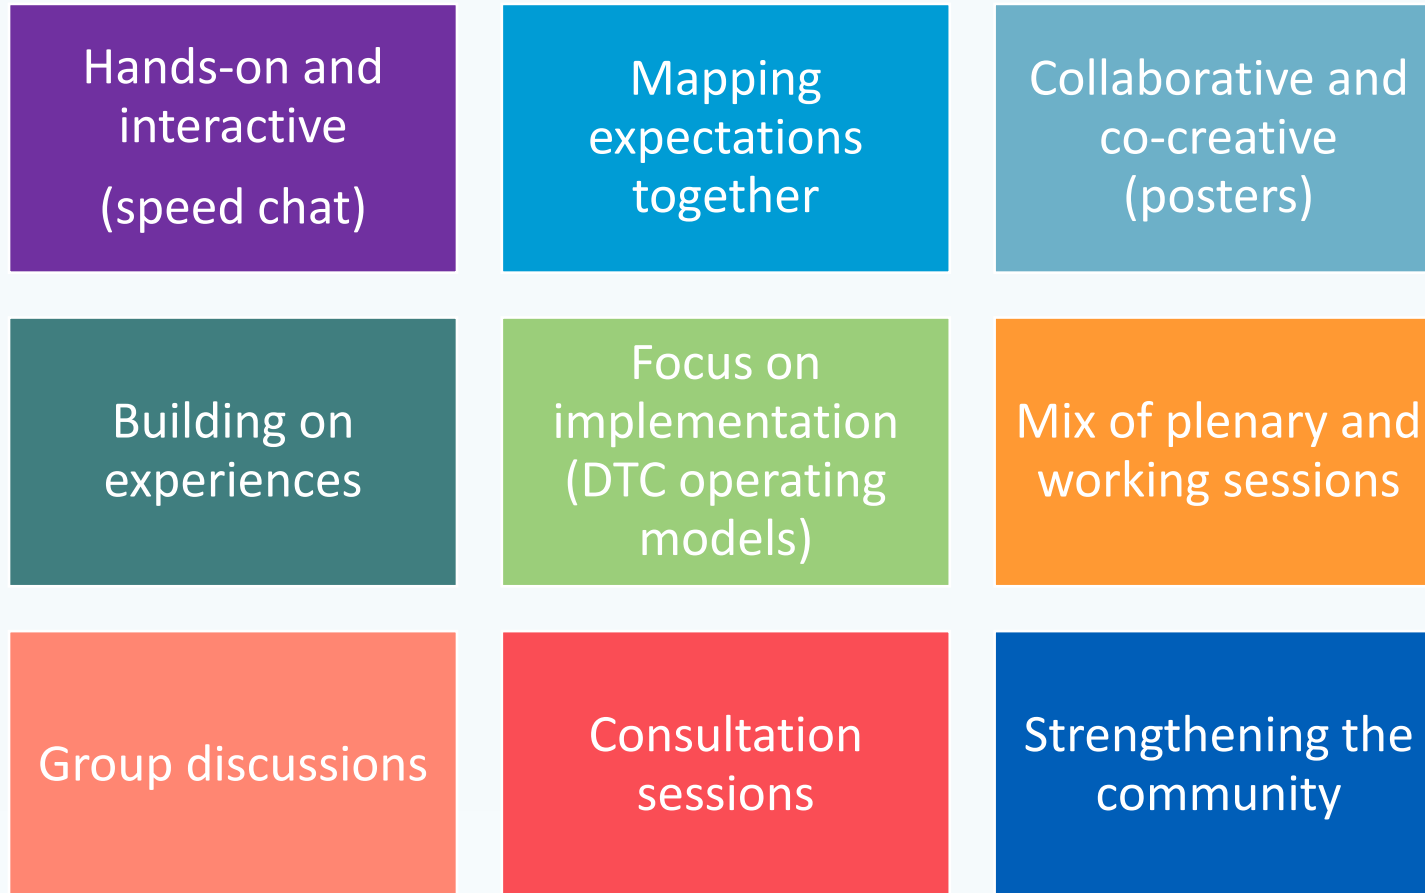 Hands-on and
interactive
(speed chat)
Mapping
expectations
together
Collaborative and
co-creative
(posters)
Building on
experiences
Focus on
implementation
(DTC operating
models)
Mix of plenary and
working sessions
Group discussions
Consultation
sessions
Strengthening the
community